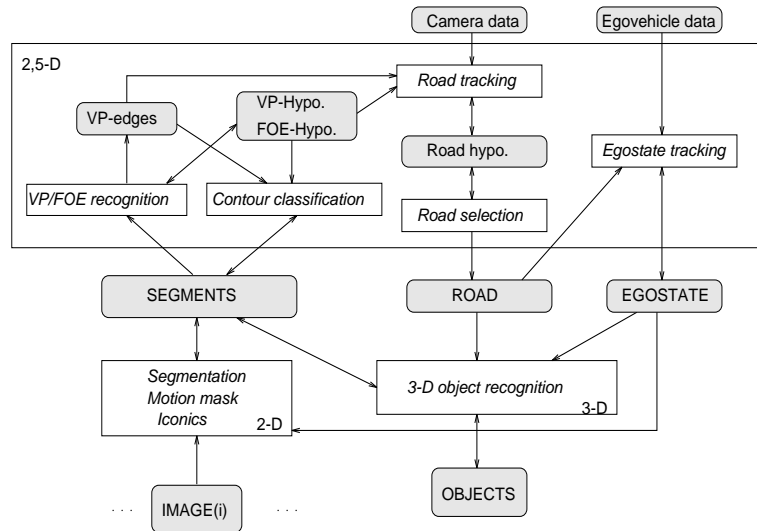 Camera data
Egovehicle data
2,5-D
Road tracking
VP-Hypo.
FOE-Hypo.
VP-edges
Road hypo.
Egostate tracking
VP/FOE recognition
Contour classification
Road selection
SEGMENTS
ROAD
EGOSTATE
Segmentation
Motion mask
Iconics
2-D
3-D object recognition
3-D
. . .
IMAGE(i)
. . .
OBJECTS